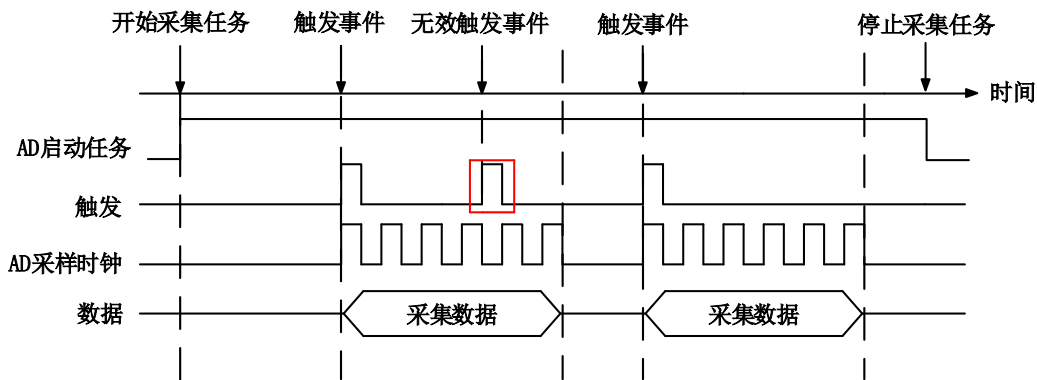 开始采集任务 触发事件 无效触发事件 触发事件 停止采集任务
时间
AD启动任务
触发
AD采样时钟
数据 采集数据 采集数据